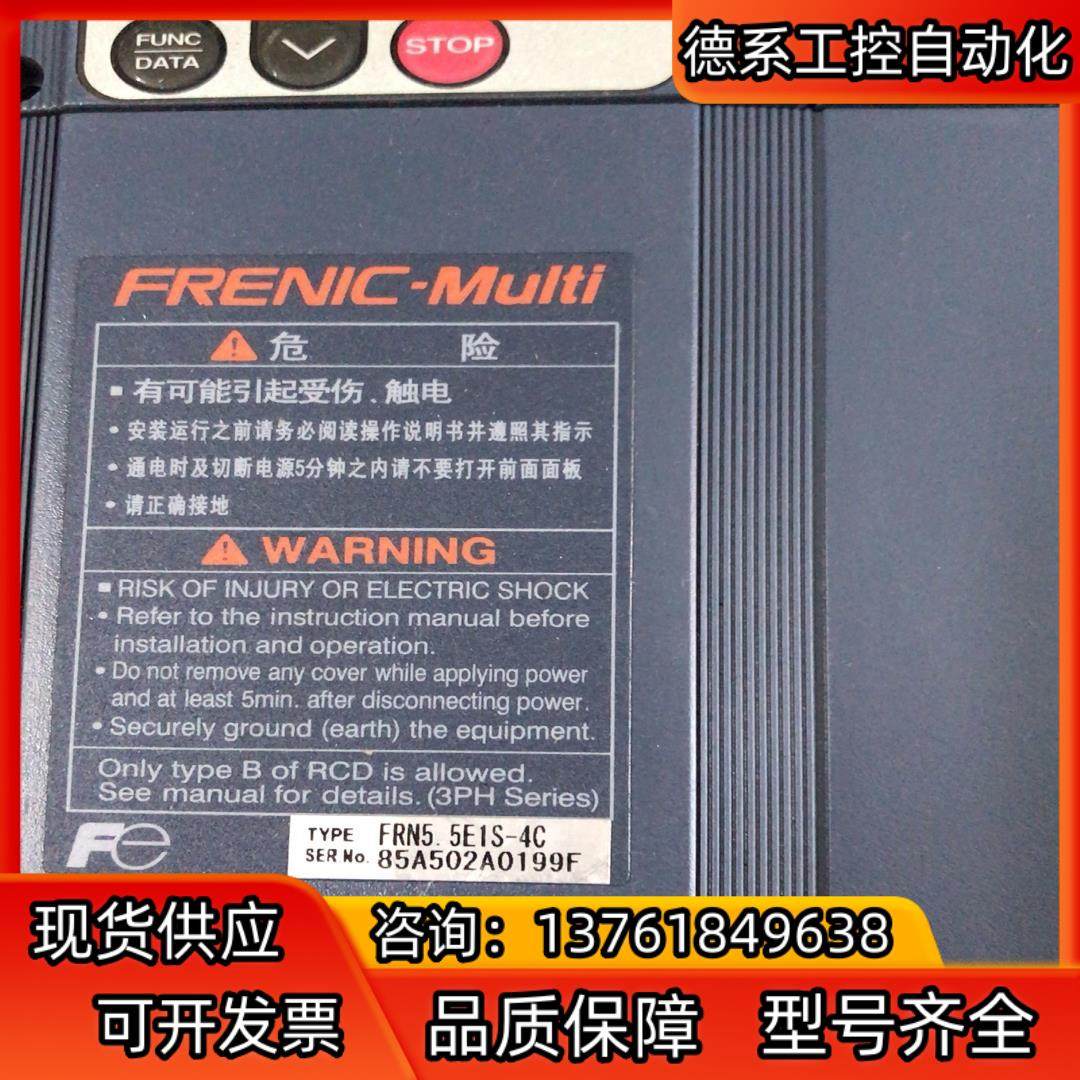 FUNC
DATA
STOP
德系工控自动化
FRENIC-Multi
危 险
▪ 有可能引起受伤、触电
• 安装运行之前请务必阅读操作说明书并遵照其指示
• 通电时及切断电源5分钟之内请不要打开前面面板
• 请正确接地
WARNING
▪ RISK OF INJURY OR ELECTRIC SHOCK
• Refer to the instruction manual before
installation and operation.
• Do not remove any cover while applying power
and at least 5min. after disconnecting power.
• Securely ground (earth) the equipment.
Only type B of RCD is allowed.
See manual for details. (3PH Series)
Fe
TYPE FRN5.5E1S-4C
SER No. 85A502A0199F
现货供应
咨询：13761849638
可开发票 品质保障 型号齐全